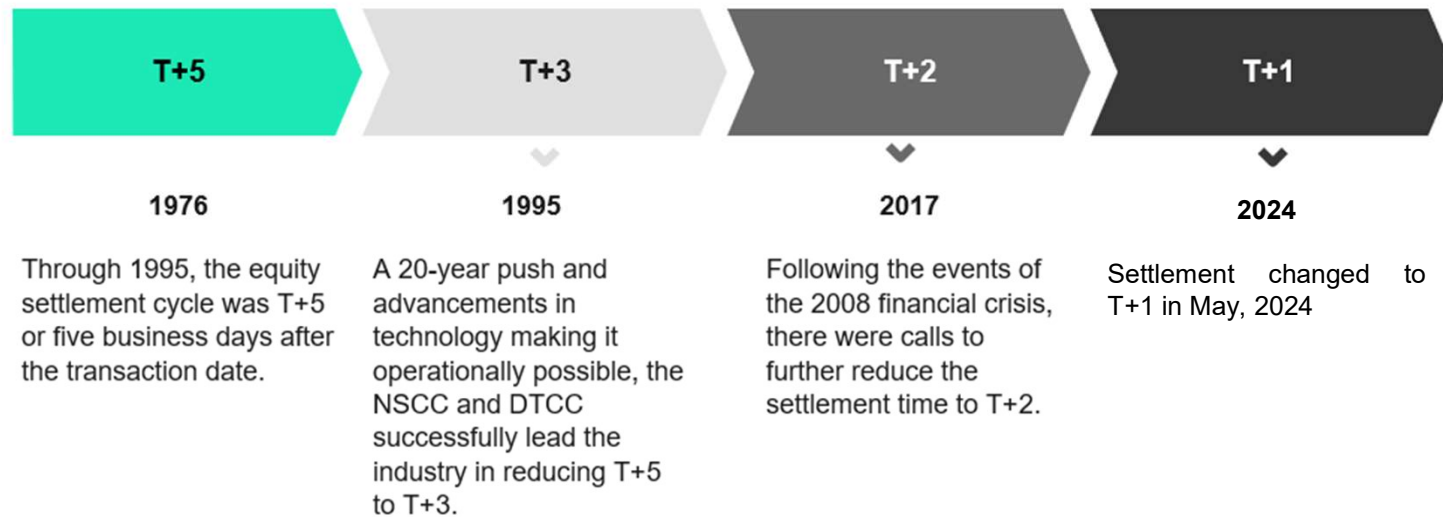 T+5
T+3
T+2
T+1
1976
Through 1995, the equity
settlement cycle was T+5
or five business days after
the transaction date.
1995
A 20-year push and
advancements in
technology making it
operationally possible, the
NSCC and DTCC
successfully lead the
industry in reducing T+5
to T+3.
2017
Following the events of
the 2008 financial crisis,
there were calls to
further reduce the
settlement time to T+2.
2024
Settlement changed to
T+1 in May, 2024